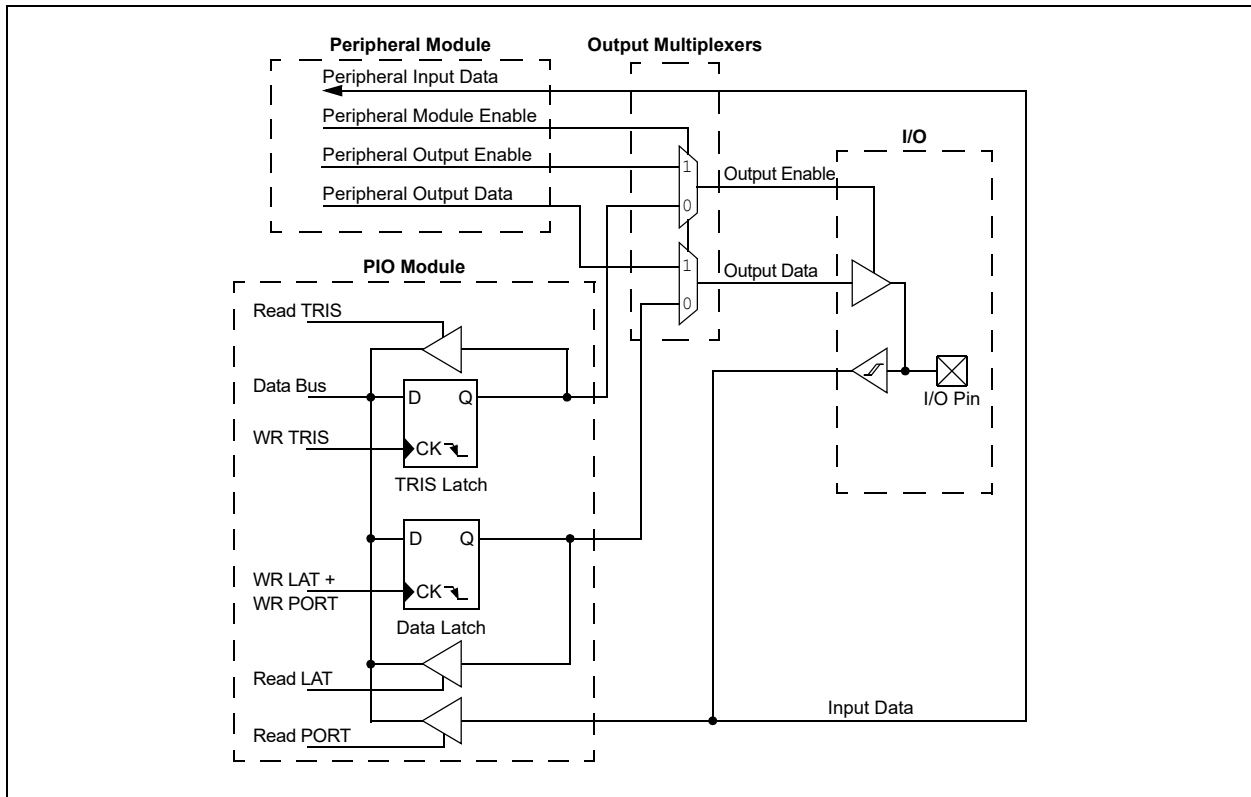 Peripheral Module
Output Multiplexers
Peripheral Input Data
Peripheral Module Enable
I/O
Peripheral Output Enable
1
Output Enable
Peripheral Output Data
0
PIO Module
1
Output Data
0
Read TRIS
Data Bus
D Q
I/O Pin
WR TRIS
CK
TRIS Latch
D Q
WR LAT +
WR PORT
CK
Data Latch
Read LAT
Input Data
Read PORT